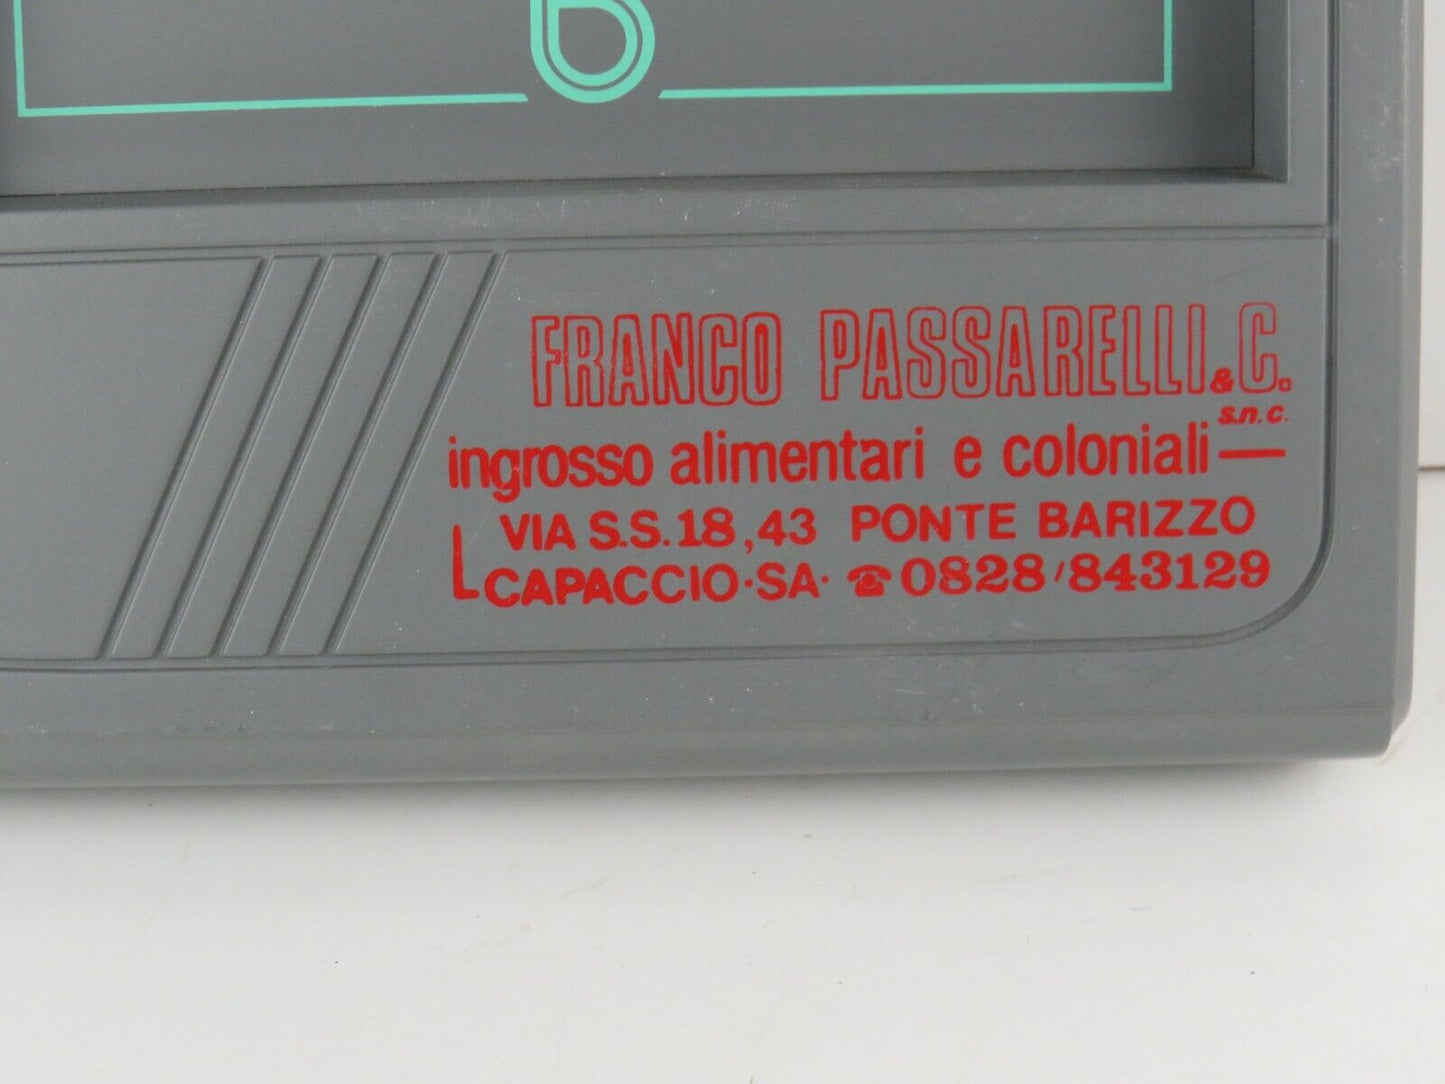 FRANCO PASSARELLI & C.
s.n.c.
ingrosso alimentari e coloniali
VIA S.S.18,43 PONTE BARIZZO
CAPACCIO·SA· ☎ 0828/843129